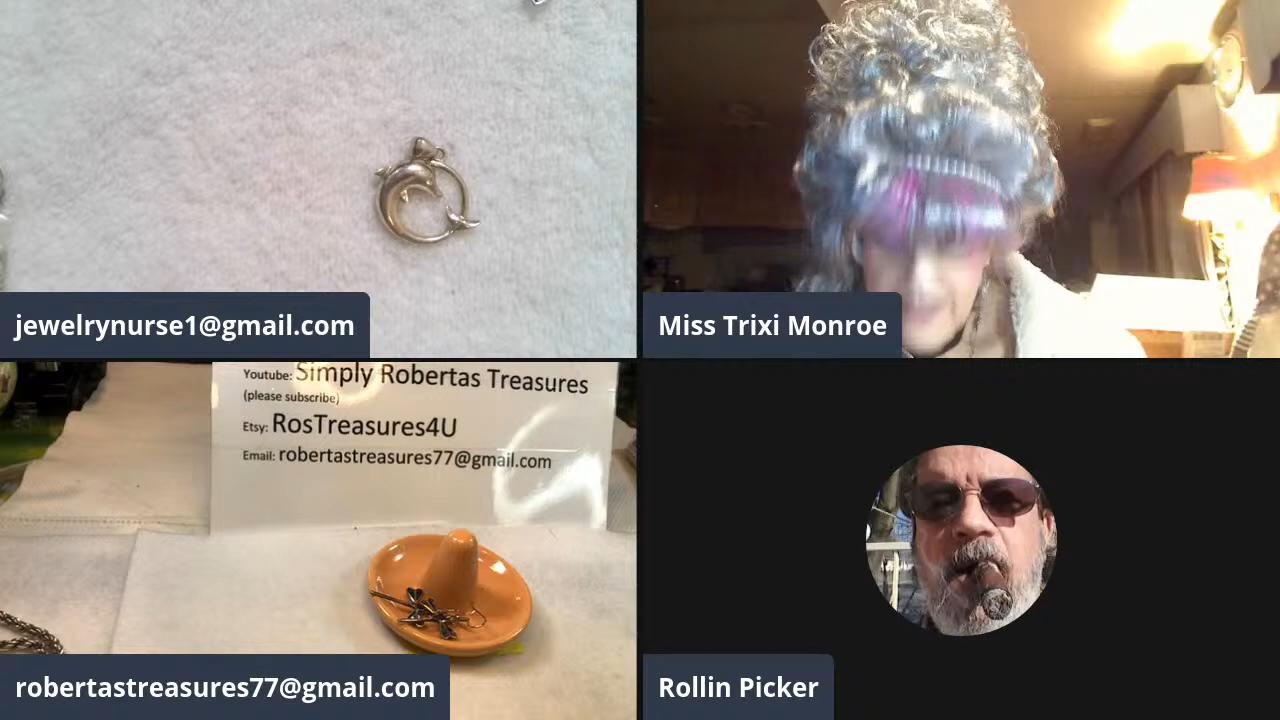 jewelrynurse1@gmail.com
Miss Trixi Monroe
Youtube: Simply Robertas Treasures
(please subscribe)
Etsy: RosTreasures4U
Email: robertastreasures77@gmail.com
robertastreasures77@gmail.com
Rollin Picker